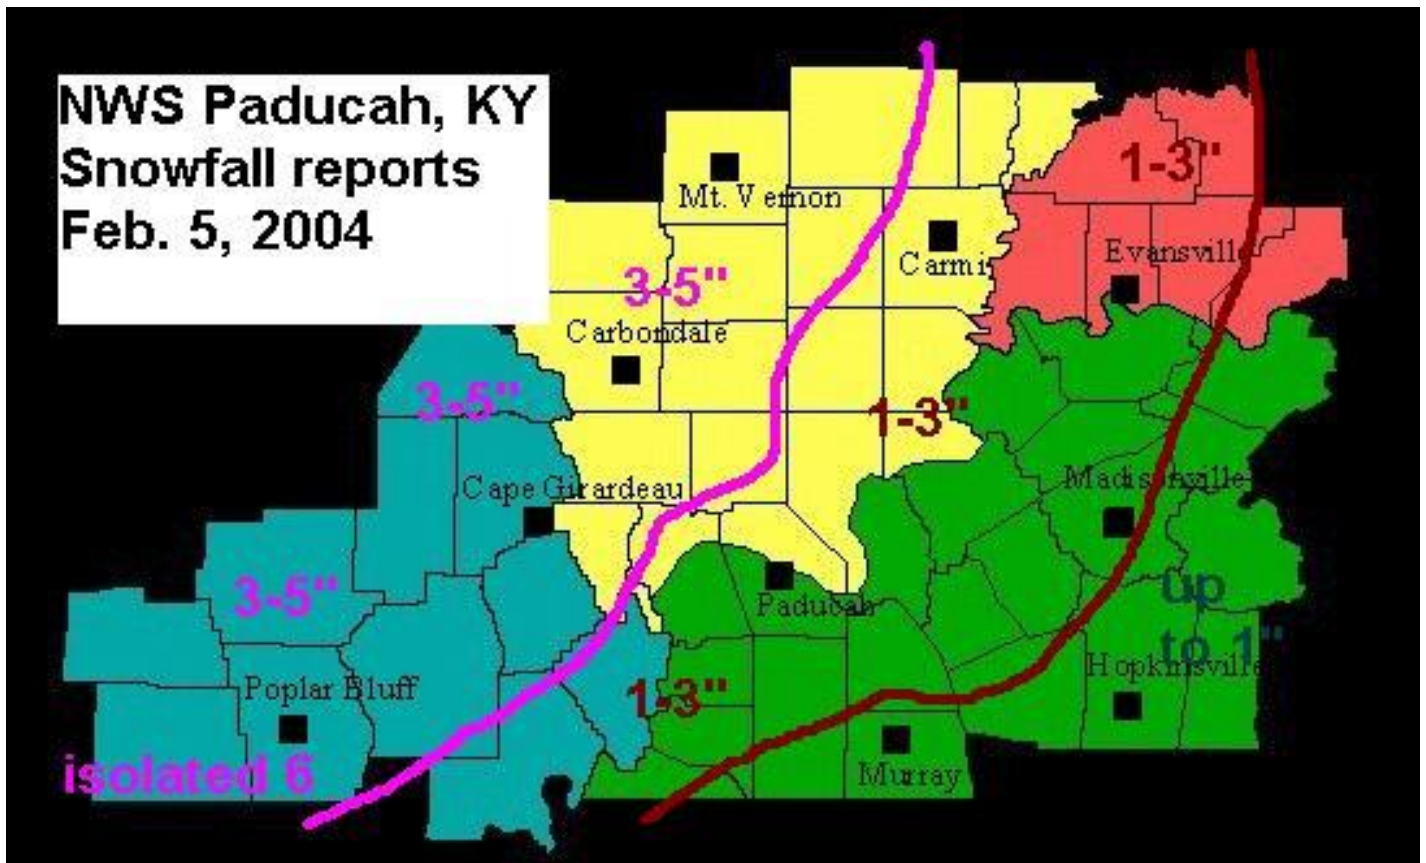 NWS Paducah, KY
Snowfall reports
Feb. 5, 2004
1-3"
Mt. Vernon
Carmi
Evansville
3-5"
Carbondale
3-5"
1-3"
Cape Girardeau
Madisonville
3-5"
Paducah
up
to 1"
Hopkinsville
Poplar Bluff
1-3"
isolated 6
Murray